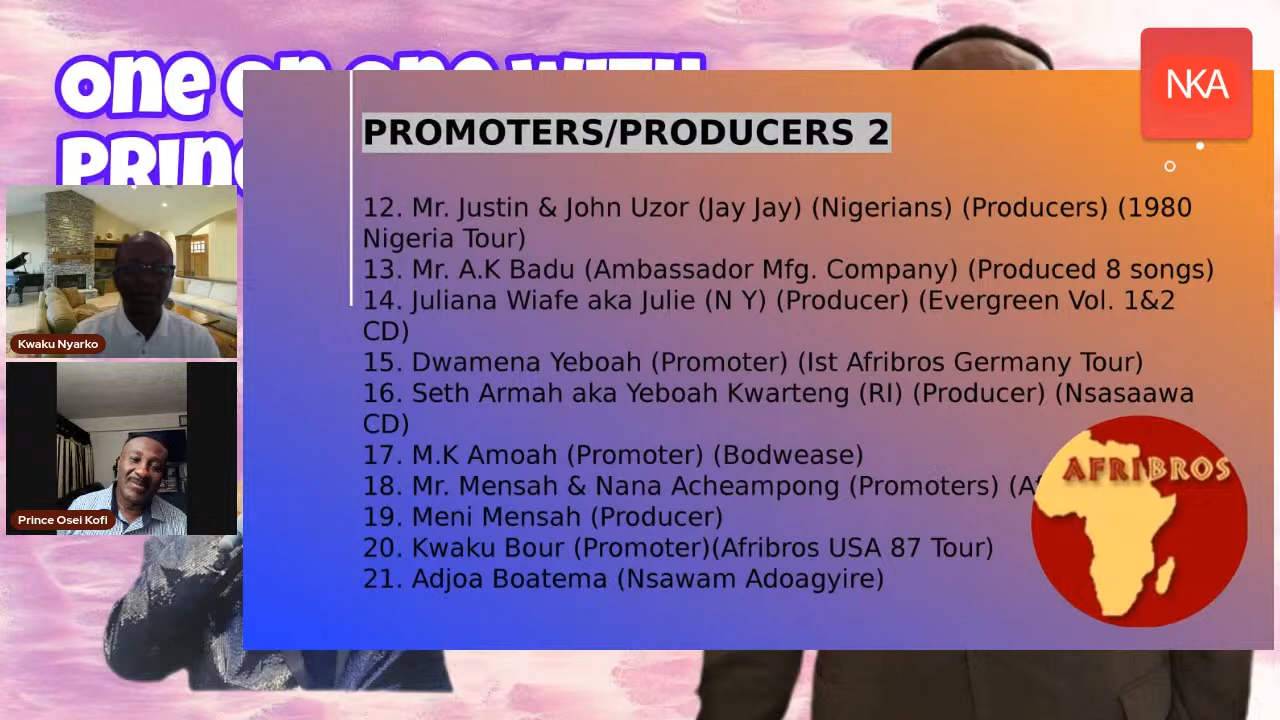 one on one WITH
PRINC
NKA
PROMOTERS/PRODUCERS 2
12. Mr. Justin & John Uzor (Jay Jay) (Nigerians) (Producers) (1980
Nigeria Tour)
13. Mr. A.K Badu (Ambassador Mfg. Company) (Produced 8 songs)
14. Juliana Wiafe aka Julie (N Y) (Producer) (Evergreen Vol. 1&2
CD)
15. Dwamena Yeboah (Promoter) (Ist Afribros Germany Tour)
16. Seth Armah aka Yeboah Kwarteng (RI) (Producer) (Nsasaawa
CD)
17. M.K Amoah (Promoter) (Bodwease)
18. Mr. Mensah & Nana Acheampong (Promoters)
19. Meni Mensah (Producer)
20. Kwaku Bour (Promoter)(Afribros USA 87 Tour)
21. Adjoa Boatema (Nsawam Adoagyire)
AFRIBROS
Kwaku Nyarko
Prince Osei Kofi